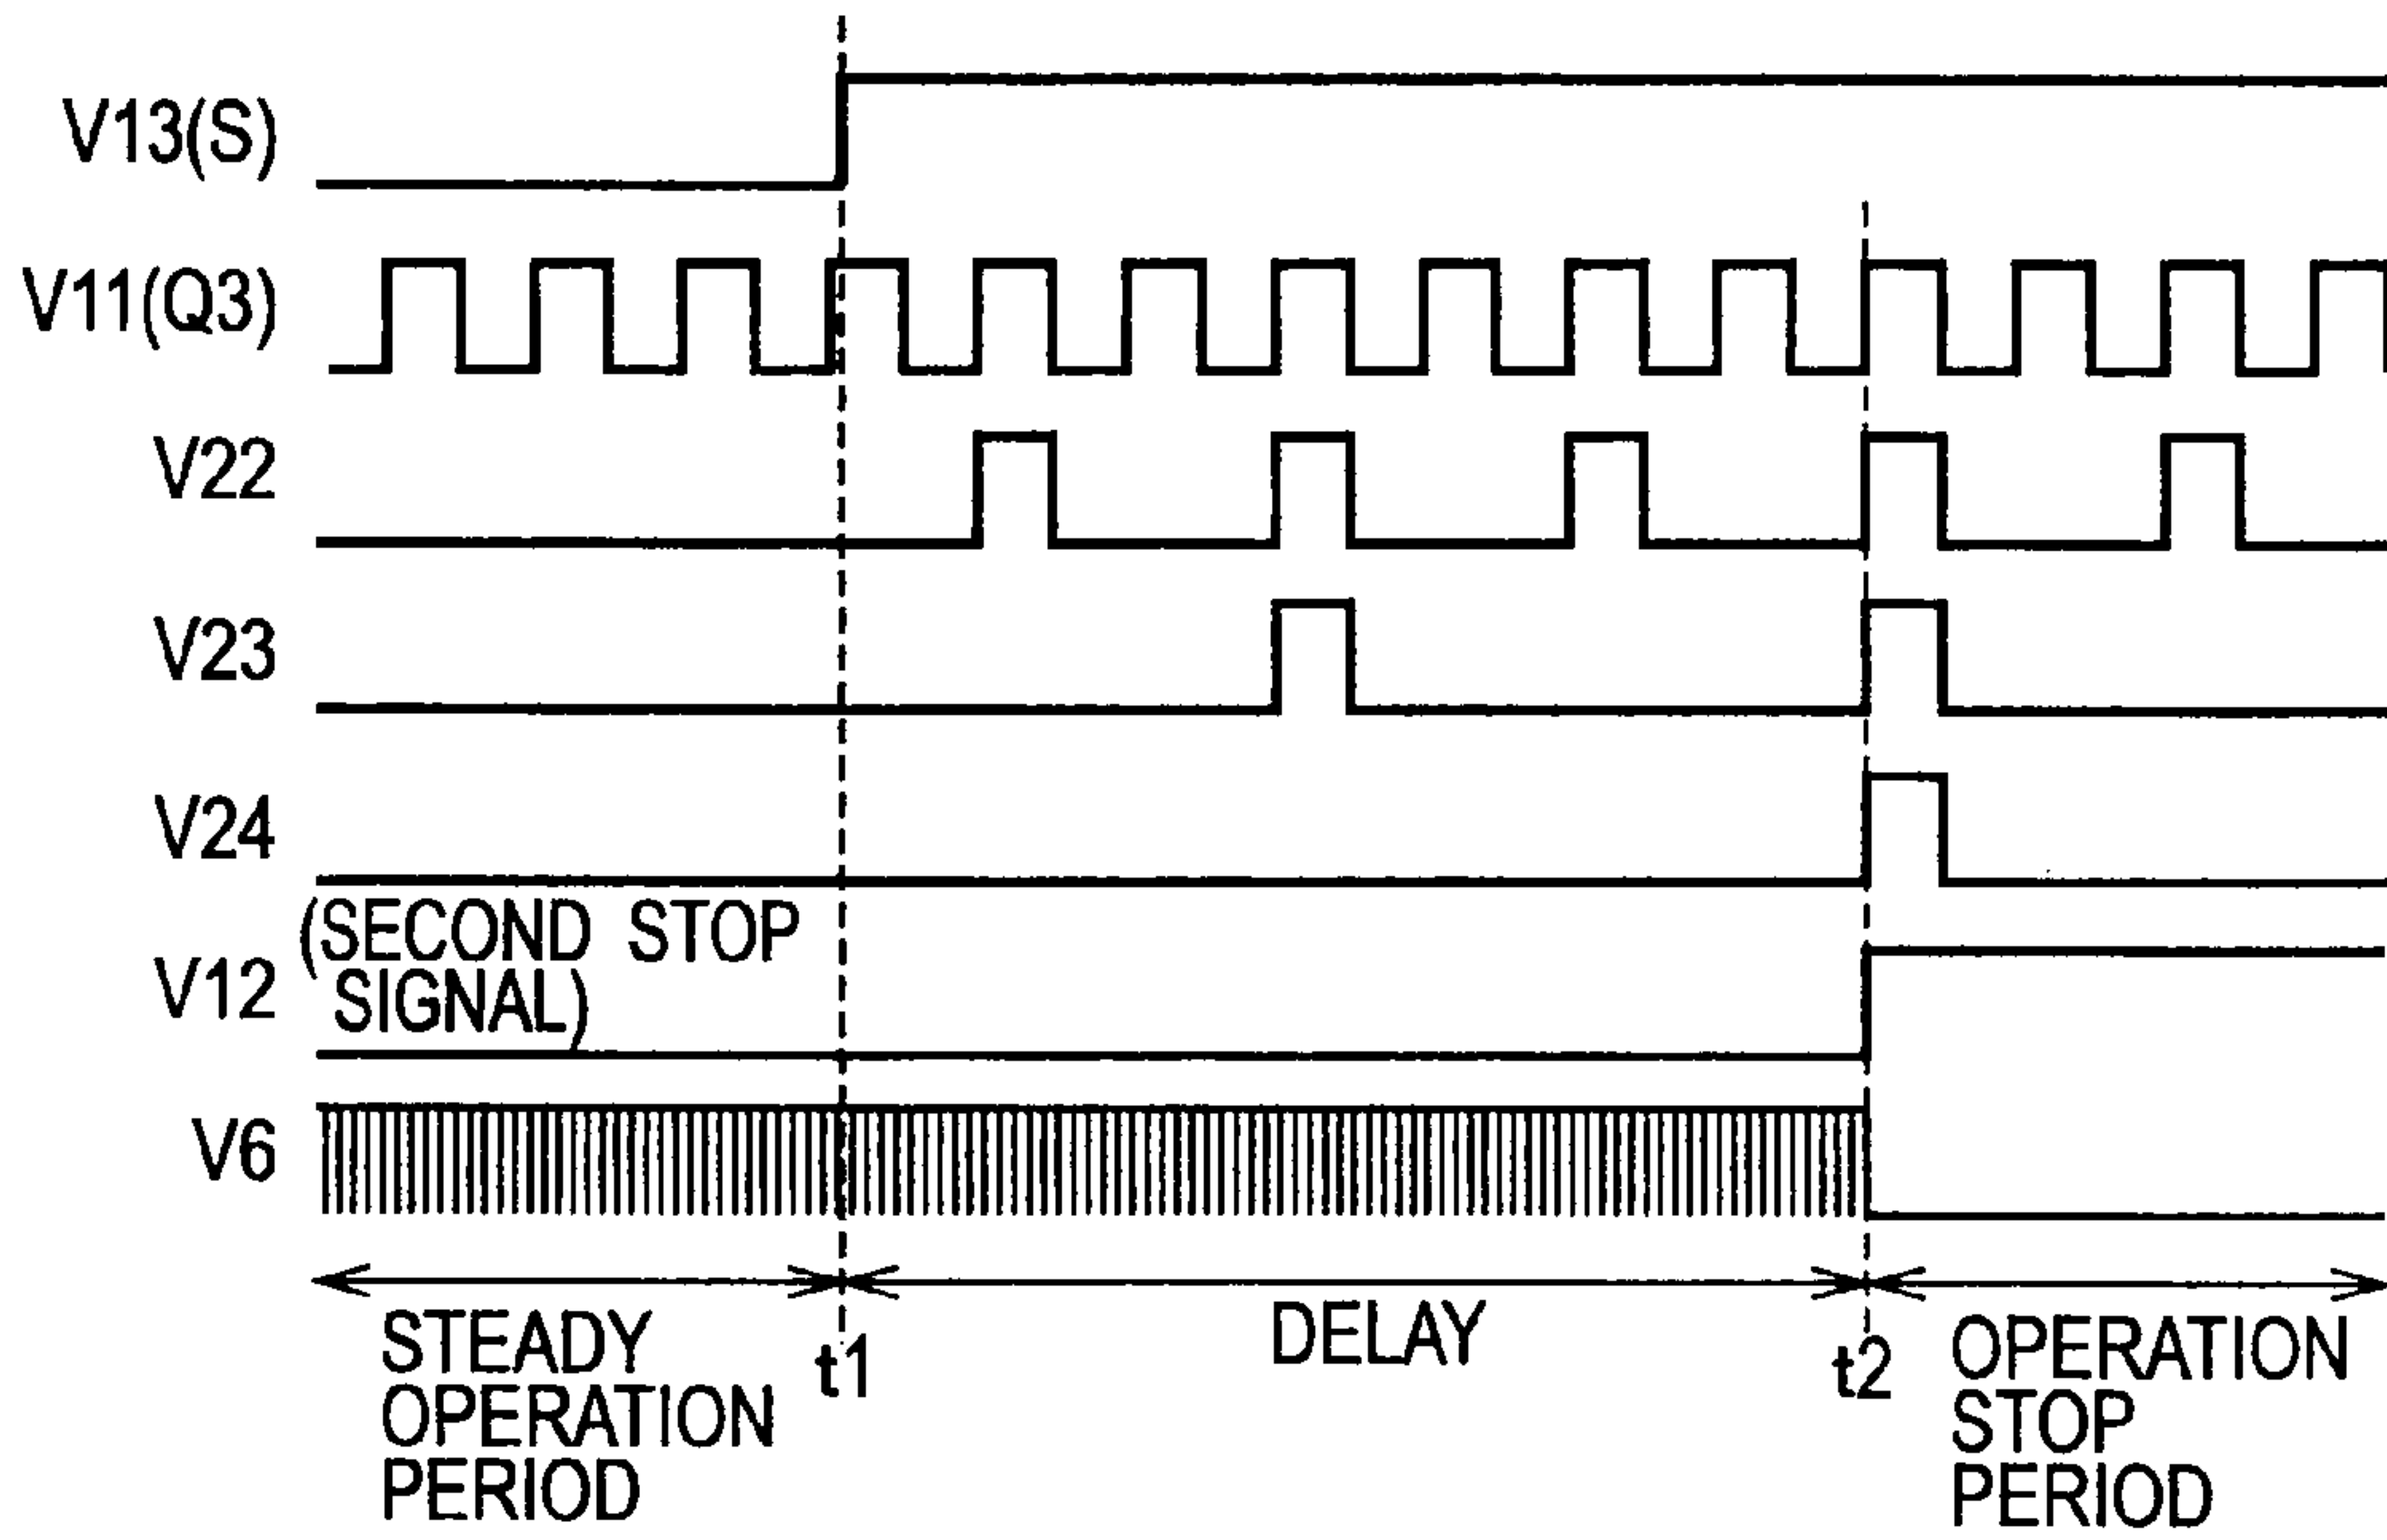 V13(S)
V11(Q3)
V22
V23
V24
(SECOND STOP
V12
SIGNAL)
V6
STEADY
OPERATION
PERIOD
t1
DELAY
t2
OPERATION
STOP
PERIOD